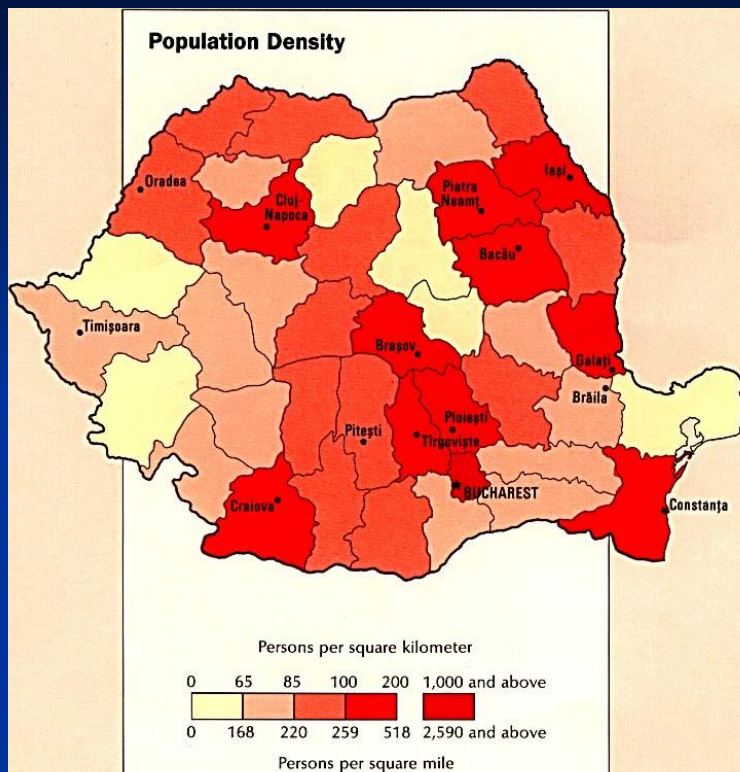 Population Density
Oradea
Cluj-
Napoca
Piatra
Neamț
Iași
Bacău
Timișoara
Brașov
Galați
Brăila
Pitești
Ploiești
Tîrgoviște
BUCHAREST
Craiova
Constanța
Persons per square kilometer
0 65 85 100 200 1,000 and above
0 168 220 259 518 2,590 and above
Persons per square mile